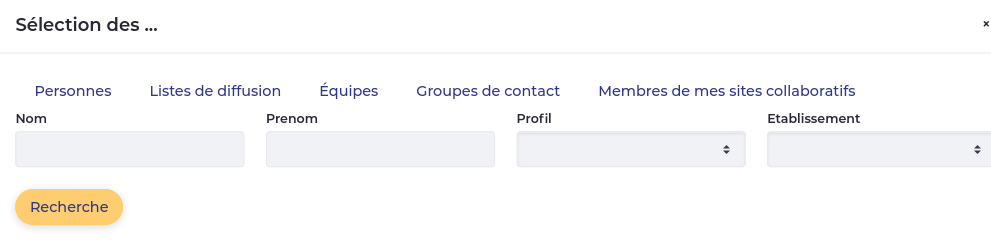 Sélection des ...
×
Personnes Listes de diffusion Équipes Groupes de contact Membres de mes sites collaboratifs
Nom Prenom Profil Etablissement
Recherche